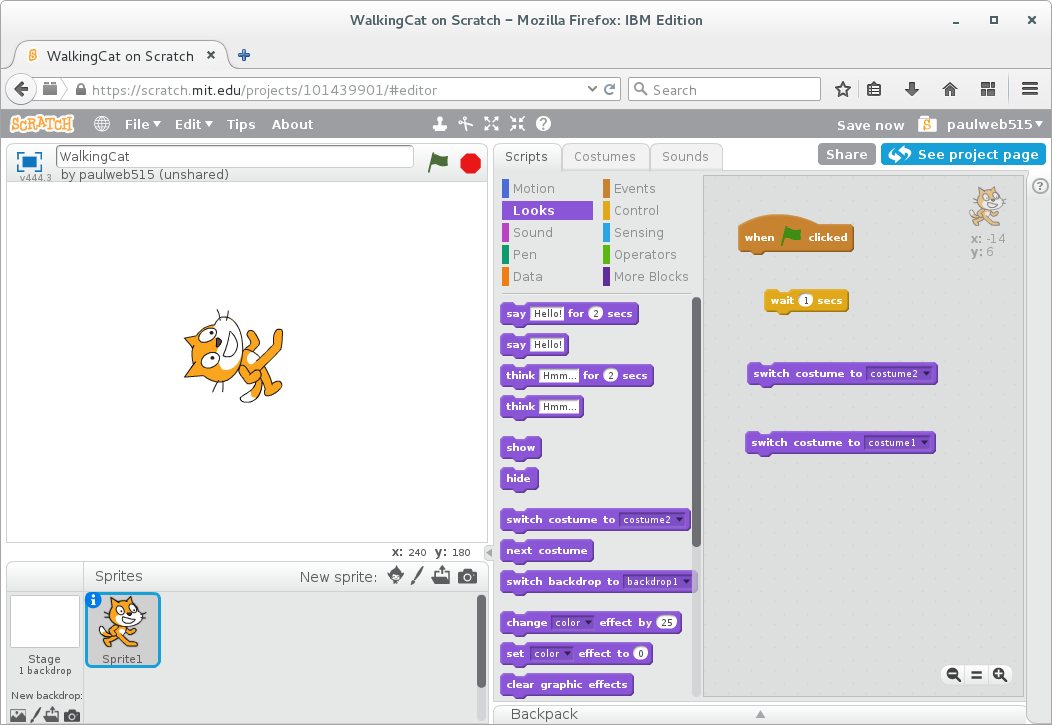 WalkingCat on Scratch – Mozilla Firefox: IBM Edition
WalkingCat on Scratch
https://scratch.mit.edu/projects/101439901/#editor
Search
SCRATCH
File
Edit
Tips
About
Save now
paulweb515
WalkingCat
by paulweb515 (unshared)
v444.3
Scripts
Costumes
Sounds
Share
See project page
Motion
Events
Looks
Control
Sound
Sensing
Pen
Operators
Data
More Blocks
say Hello! for 2 secs
say Hello!
think Hmm... for 2 secs
think Hmm...
show
hide
switch costume to costume2
next costume
switch backdrop to backdrop1
change color effect by 25
set color effect to 0
clear graphic effects
when clicked
wait 1 secs
switch costume to costume2
switch costume to costume1
x: -14
y: 6
?
x: 240 y: 180
Sprites
New sprite:
Sprite1
Stage
1 backdrop
New backdrop:
Backpack